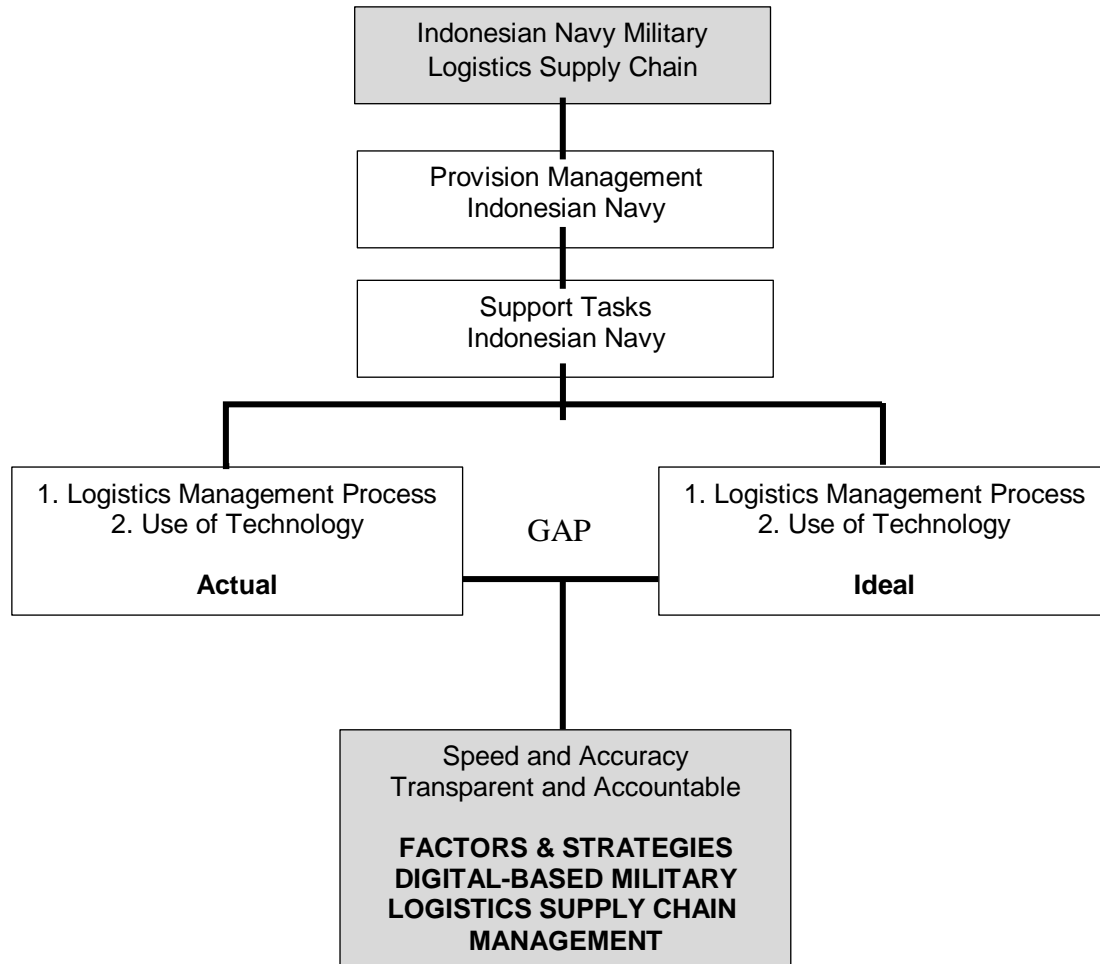 Indonesian Navy Military
Logistics Supply Chain
Provision Management
Indonesian Navy
Support Tasks
Indonesian Navy
1. Logistics Management Process
2. Use of Technology
Actual
GAP
1. Logistics Management Process
2. Use of Technology
Ideal
Speed and Accuracy
Transparent and Accountable
FACTORS & STRATEGIES
DIGITAL-BASED MILITARY
LOGISTICS SUPPLY CHAIN
MANAGEMENT